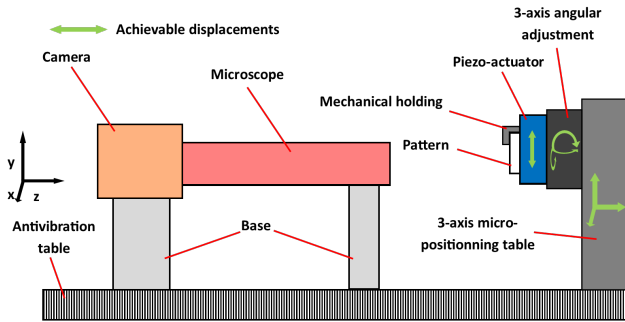 Achievable displacements
3-axis angular
adjustment
Camera
Piezo-actuator
Microscope
Mechanical holding
Pattern
y
x
z
Antivibration
table
Base
3-axis micro-
positionning table